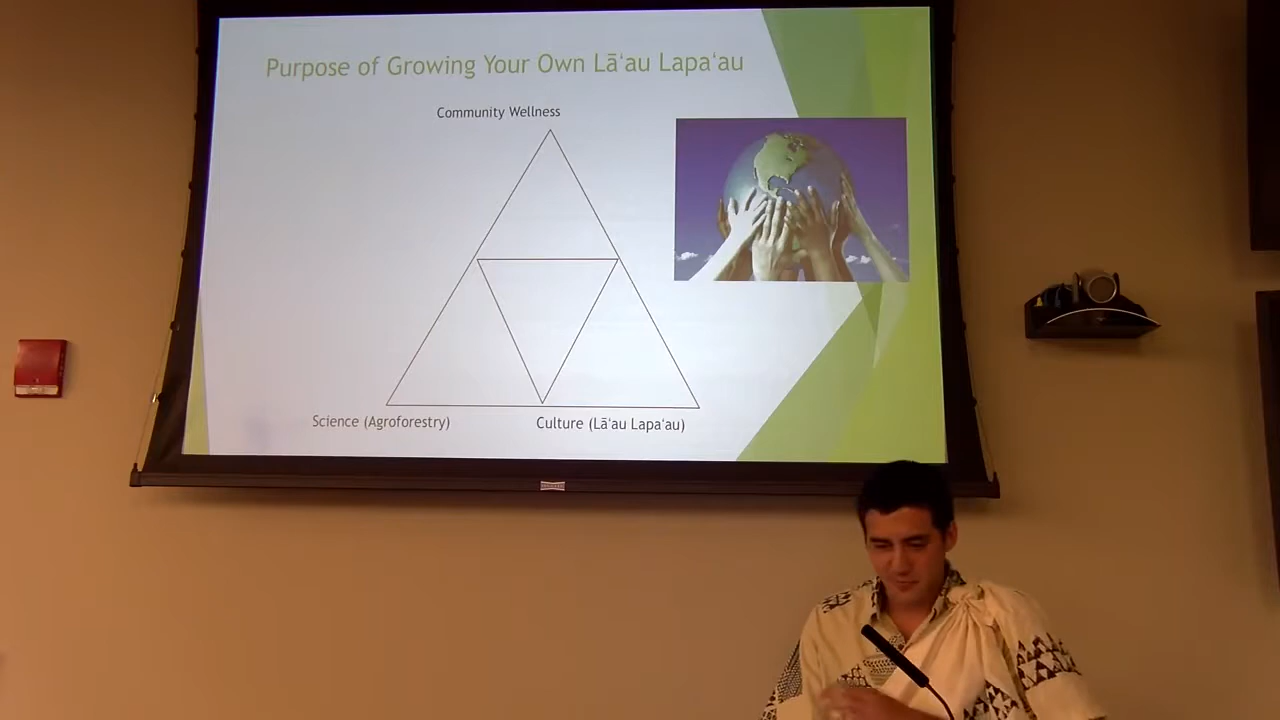 Purpose of Growing Your Own Lāʻau Lapaʻau
Community Wellness
Science (Agroforestry)
Culture (Lāʻau Lapaʻau)